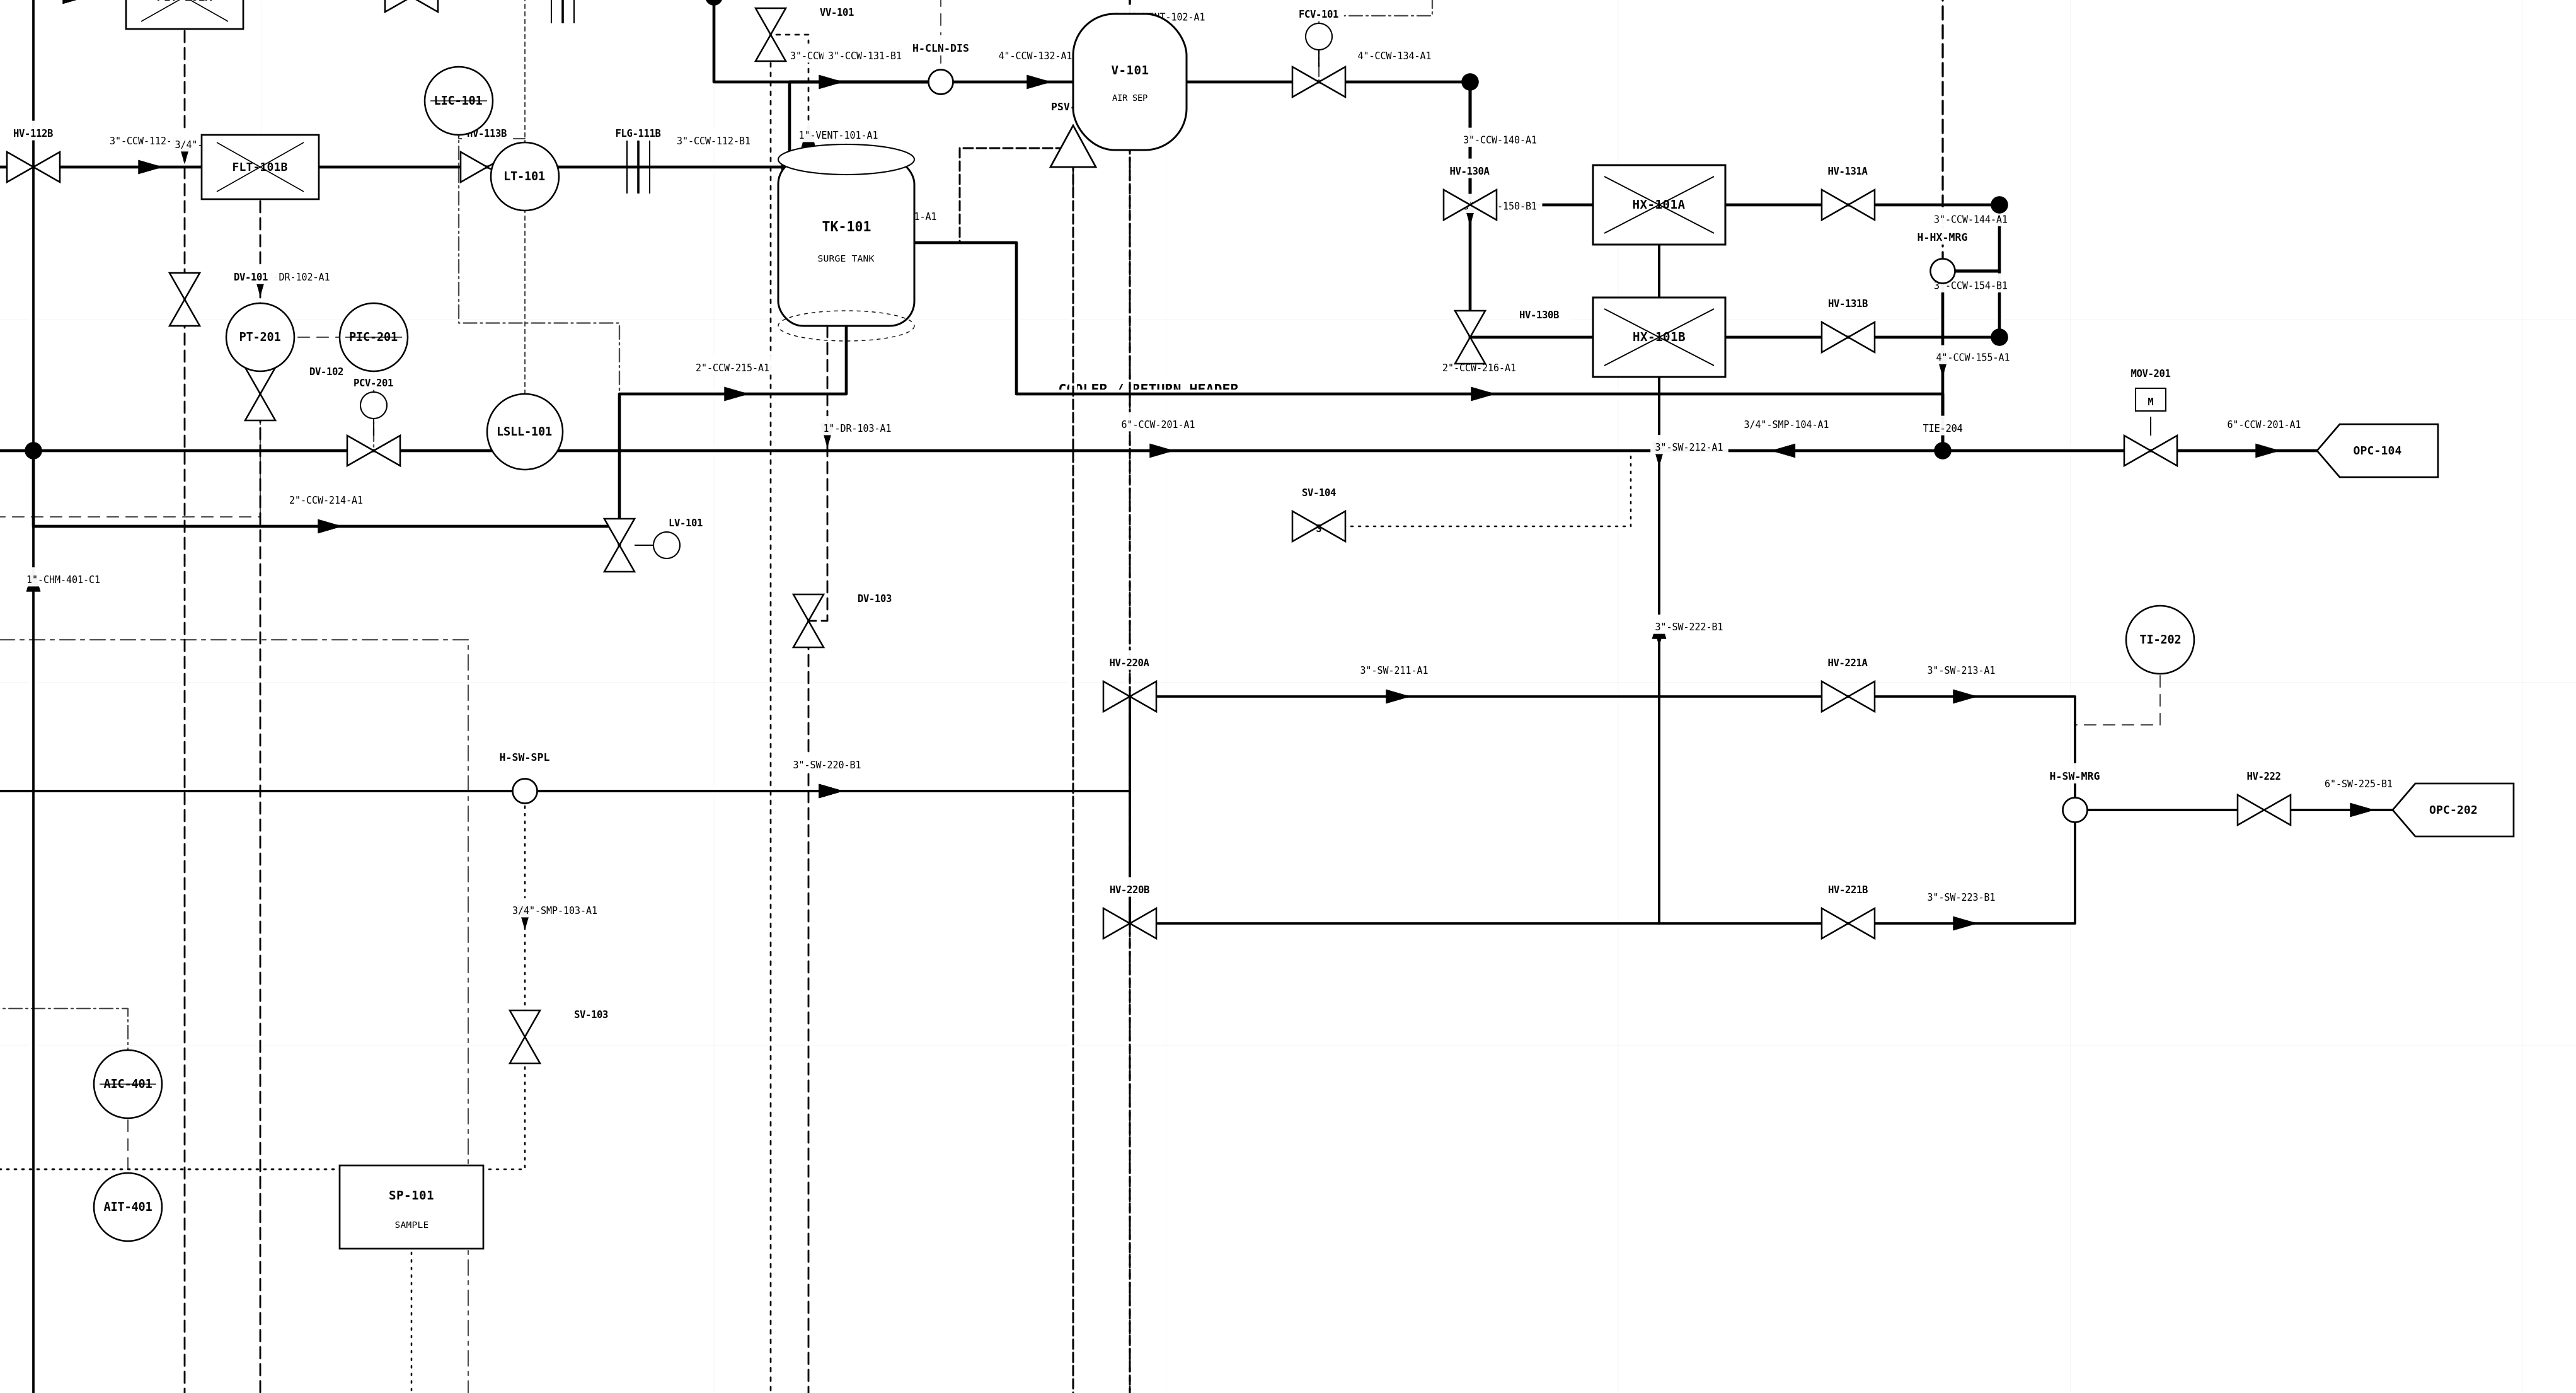 VV-101
FCV-101
H-CLN-DIS
3"-CCW-131-B1
4"-CCW-132-A1
4"-CCW-134-A1
V-101
AIR SEP
LIC-101
HV-112B
3"-CCW-112-
3/4"-
FLT-101B
HV-113B
LT-101
FLG-111B
3"-CCW-112-B1
1"-VENT-101-A1
3"-CCW-140-A1
HV-130A
-150-B1
HX-101A
HV-131A
3"-CCW-144-A1
H-HX-MRG
TK-101
SURGE TANK
DV-101
DR-102-A1
3"-CCW-154-B1
HV-130B
HV-131B
HX-101B
PT-201
PIC-201
DV-102
PCV-201
2"-CCW-215-A1
2"-CCW-216-A1
4"-CCW-155-A1
MOV-201
M
COOLER / RETURN HEADER
LSLL-101
1"-DR-103-A1
6"-CCW-201-A1
3/4"-SMP-104-A1
TIE-204
6"-CCW-201-A1
3"-SW-212-A1
OPC-104
2"-CCW-214-A1
SV-104
S
LV-101
1"-CHM-401-C1
DV-103
3"-SW-222-B1
TI-202
HV-220A
3"-SW-211-A1
HV-221A
3"-SW-213-A1
H-SW-SPL
3"-SW-220-B1
H-SW-MRG
HV-222
6"-SW-225-B1
OPC-202
HV-220B
HV-221B
3"-SW-223-B1
3/4"-SMP-103-A1
SV-103
AIC-401
AIT-401
SP-101
SAMPLE